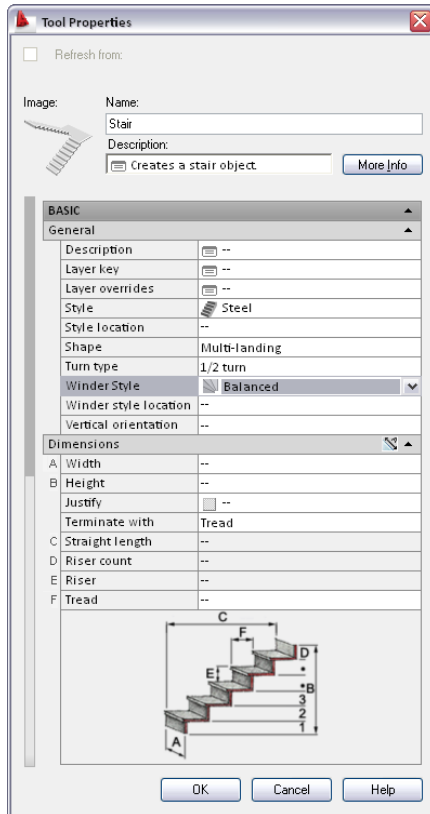 Tool Properties
Refresh from:
Image:
Name:
Stair
Description:
Creates a stair object.
More Info
BASIC
General
Description --
Layer key --
Layer overrides --
Style Steel
Style location --
Shape Multi-landing
Turn type 1/2 turn
Winder Style Balanced
Winder style location --
Vertical orientation --
Dimensions
A Width --
B Height --
Justify --
Terminate with Tread
C Straight length --
D Riser count --
E Riser --
F Tread --
C
F
D
E
B
3
2
1
A
OK Cancel Help